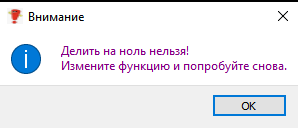 Внимание
Делить на ноль нельзя!
Измените функцию и попробуйте снова.
OK